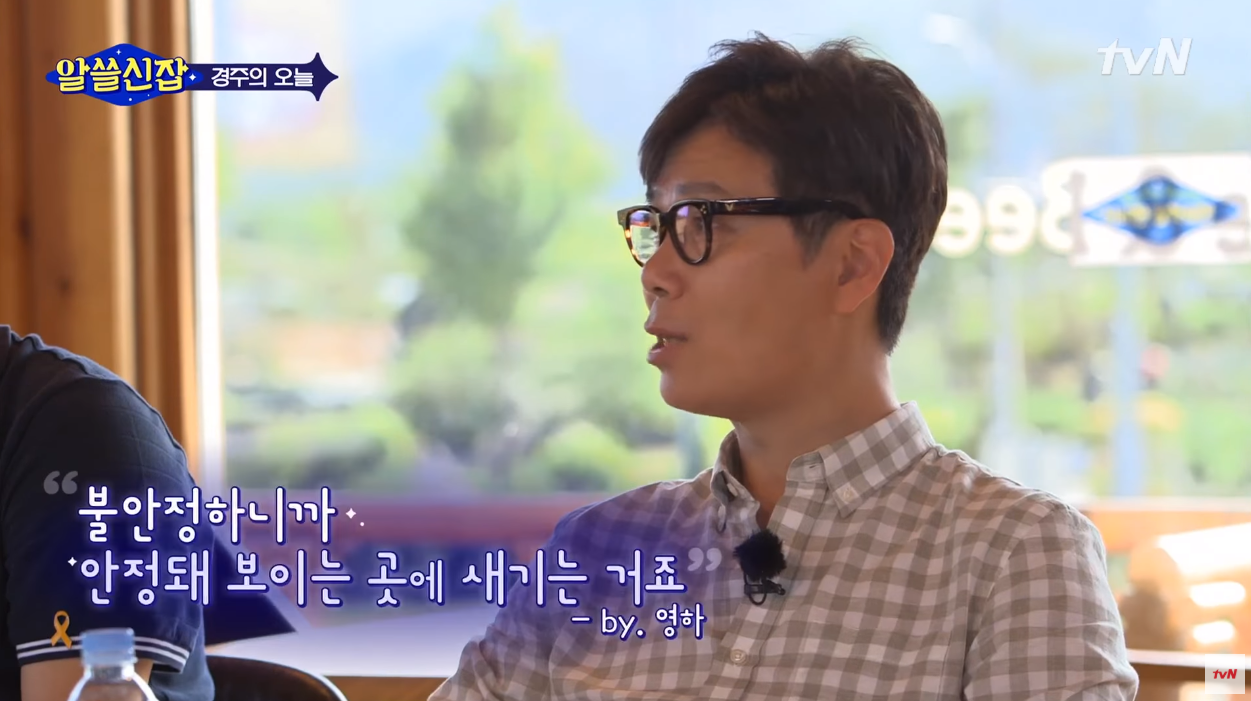 알쓸신잡 경주의 오늘
tvN
“불안정하니까
안정돼 보이는 곳에 새기는 거죠”
- by. 영하
tvN